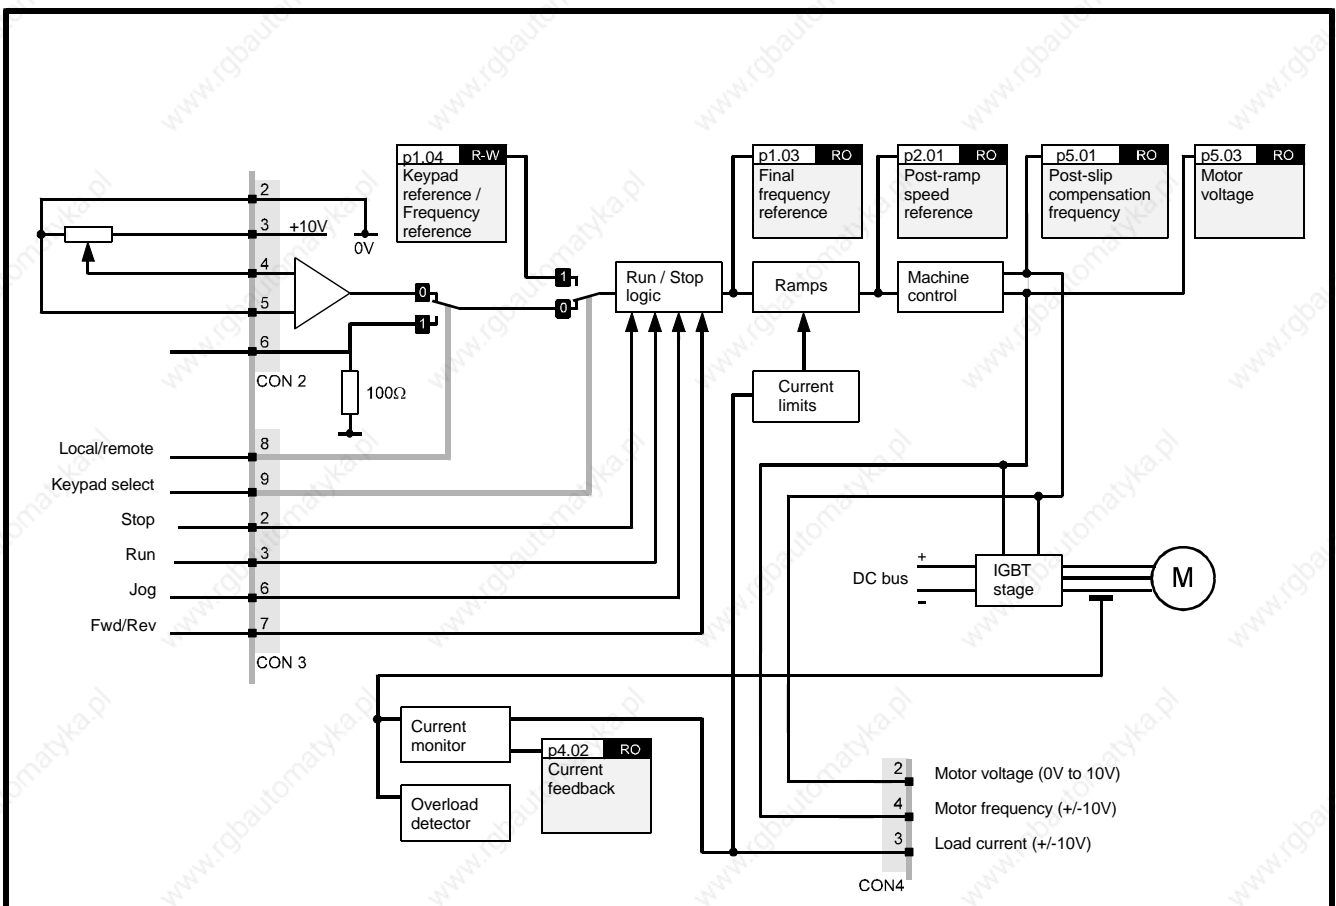 p1.04 R-W
Keypad
reference /
Frequency
reference
p1.03 RO
Final
frequency
reference
p2.01 RO
Post-ramp
speed
reference
p5.01 RO
Post-slip
compensation
frequency
p5.03 RO
Motor
voltage
2
3 +10V
0V
4
5
6
CON 2
100Ω
0
1
1
0
Run / Stop
logic
Ramps
Machine
control
Current
limits
Local/remote 8
Keypad select 9
Stop 2
Run 3
Jog 6
Fwd/Rev 7
CON 3
DC bus
+
-
IGBT
stage
M
Current
monitor
p4.02 RO
Current
feedback
Overload
detector
2 Motor voltage (0V to 10V)
4 Motor frequency (+/-10V)
3 Load current (+/-10V)
CON4
www.rgbautomatyka.pl